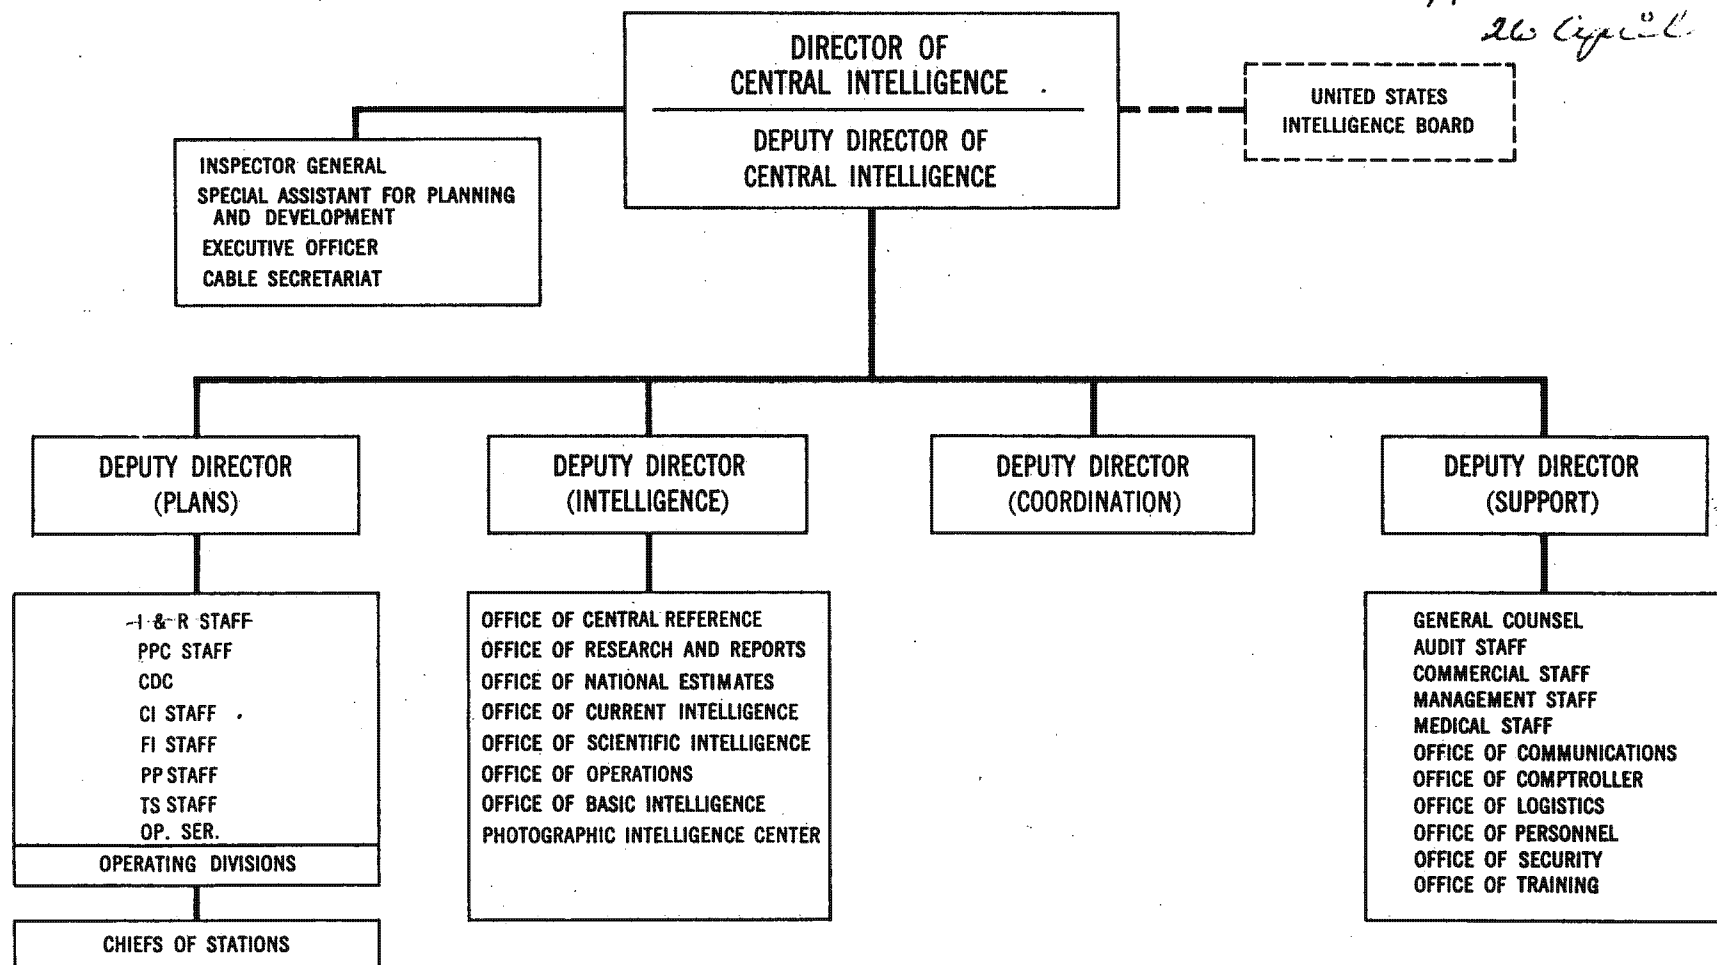 26 April
DIRECTOR OF
CENTRAL INTELLIGENCE
DEPUTY DIRECTOR OF
CENTRAL INTELLIGENCE
UNITED STATES
INTELLIGENCE BOARD
INSPECTOR GENERAL
SPECIAL ASSISTANT FOR PLANNING
AND DEVELOPMENT
EXECUTIVE OFFICER
CABLE SECRETARIAT
DEPUTY DIRECTOR
(PLANS)
I & R STAFF
PPC STAFF
CDC
CI STAFF
FI STAFF
PP STAFF
TS STAFF
OP. SER.
OPERATING DIVISIONS
CHIEFS OF STATIONS
DEPUTY DIRECTOR
(INTELLIGENCE)
OFFICE OF CENTRAL REFERENCE
OFFICE OF RESEARCH AND REPORTS
OFFICE OF NATIONAL ESTIMATES
OFFICE OF CURRENT INTELLIGENCE
OFFICE OF SCIENTIFIC INTELLIGENCE
OFFICE OF OPERATIONS
OFFICE OF BASIC INTELLIGENCE
PHOTOGRAPHIC INTELLIGENCE CENTER
DEPUTY DIRECTOR
(COORDINATION)
DEPUTY DIRECTOR
(SUPPORT)
GENERAL COUNSEL
AUDIT STAFF
COMMERCIAL STAFF
MANAGEMENT STAFF
MEDICAL STAFF
OFFICE OF COMMUNICATIONS
OFFICE OF COMPTROLLER
OFFICE OF LOGISTICS
OFFICE OF PERSONNEL
OFFICE OF SECURITY
OFFICE OF TRAINING